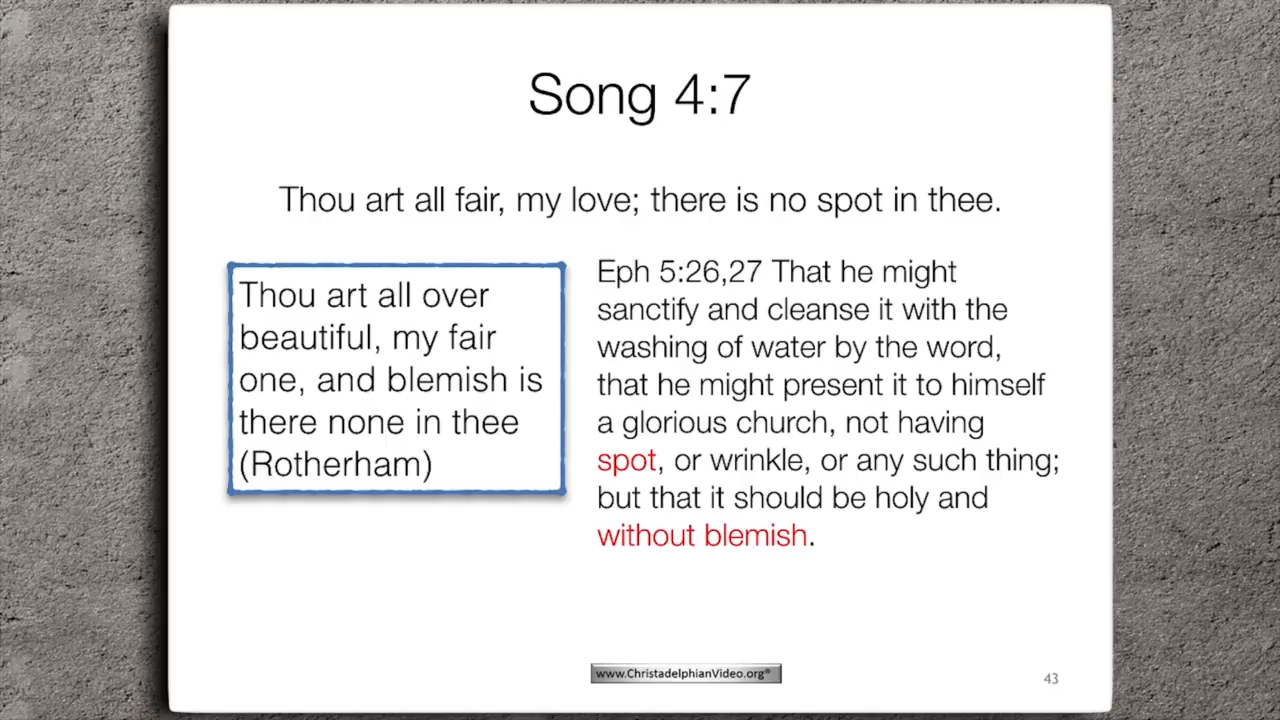 Song 4:7
Thou art all fair, my love; there is no spot in thee.
Thou art all over
beautiful, my fair
one, and blemish is
there none in thee
(Rotherham)
Eph 5:26,27 That he might
sanctify and cleanse it with the
washing of water by the word,
that he might present it to himself
a glorious church, not having
spot, or wrinkle, or any such thing;
but that it should be holy and
without blemish.
www.ChristadelphianVideo.org®
43